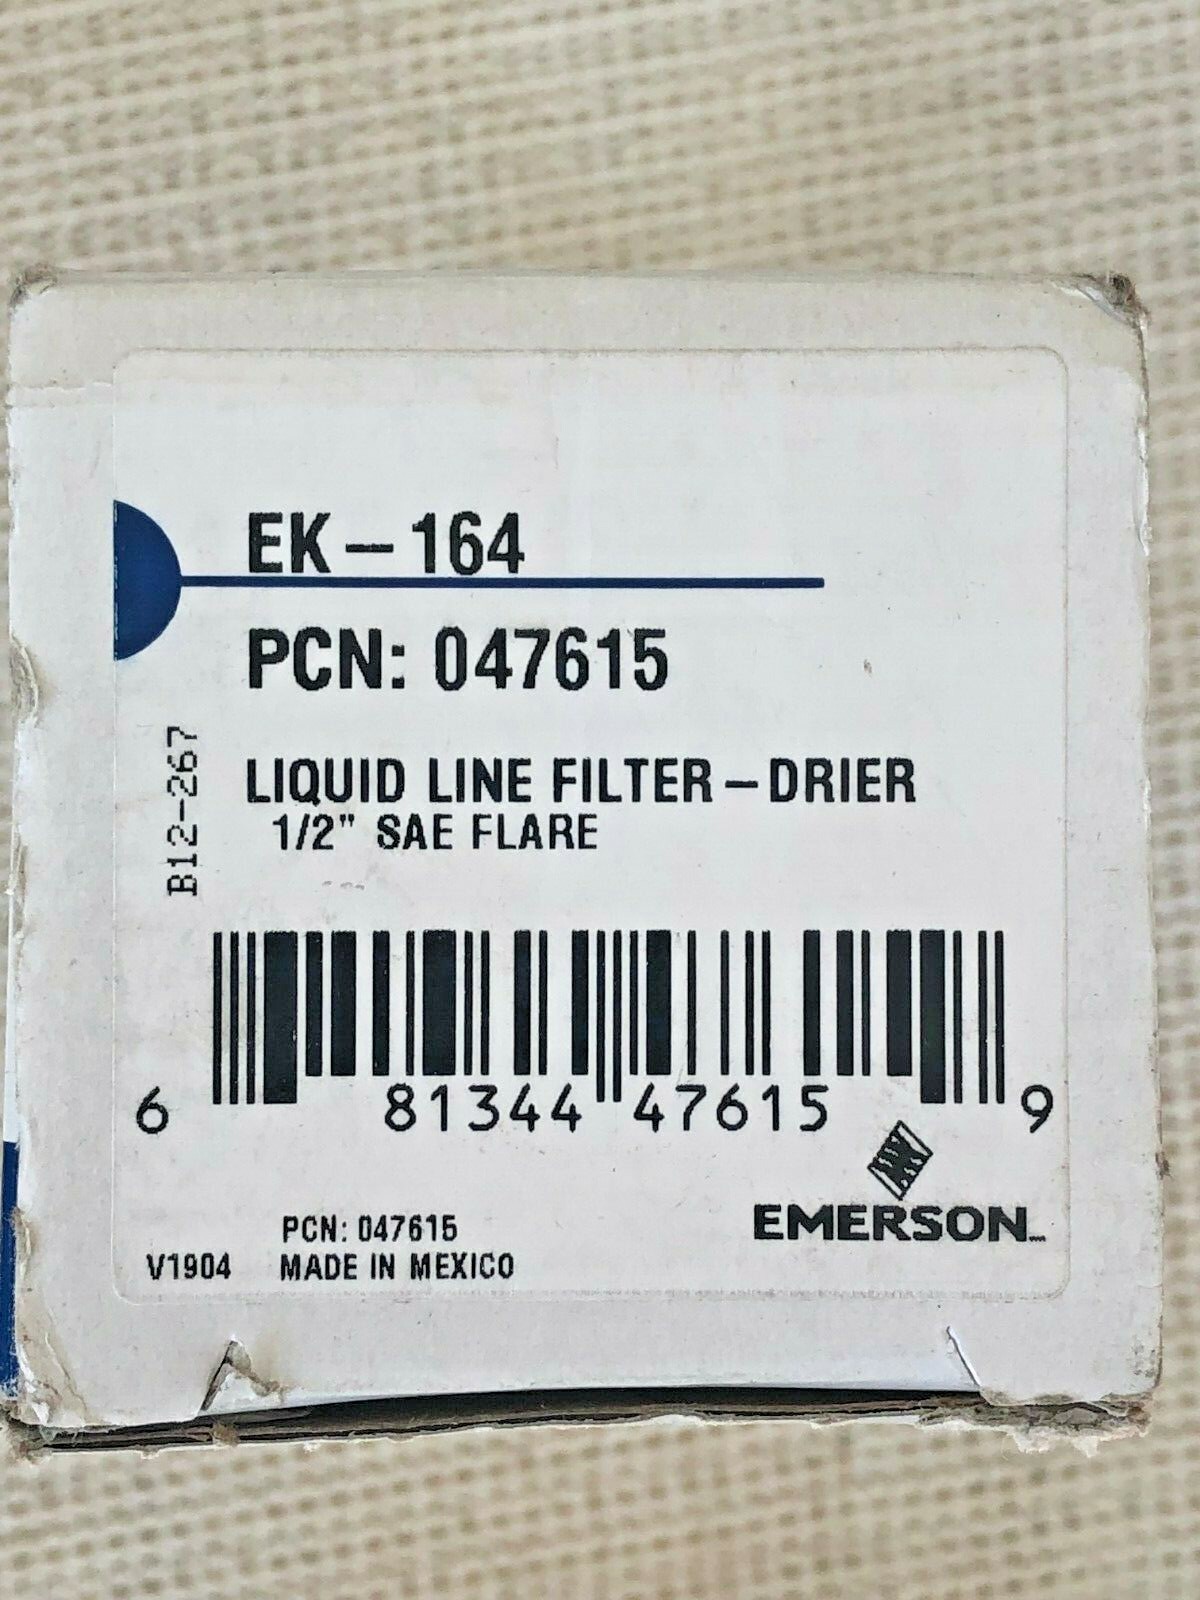 EK-164
PCN: 047615
B12-267
LIQUID LINE FILTER-DRIER
1/2" SAE FLARE
6 81344 47615 9
EMERSON
PCN: 047615
V1904 MADE IN MEXICO